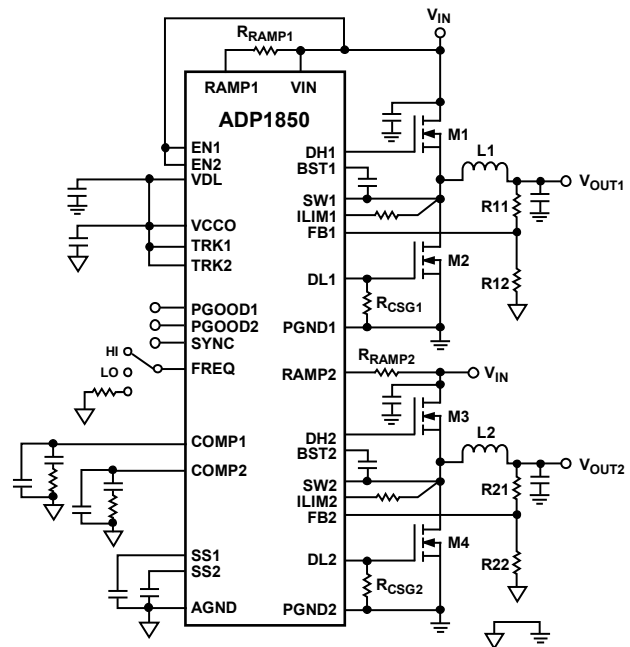 VIN
RRAMP1
RAMP1 VIN
ADP1850
EN1
EN2
VDL
VCCO
TRK1
TRK2
PGOOD1
PGOOD2
SYNC
FREQ
HI
LO
COMP1
COMP2
SS1
SS2
AGND
DH1
BST1
SW1
ILIM1
FB1
DL1
PGND1
RAMP2
DH2
BST2
SW2
ILIM2
FB2
DL2
PGND2
M1
L1
VOUT1
R11
M2
R12
RCSG1
RRAMP2
VIN
M3
L2
VOUT2
R21
M4
R22
RCSG2